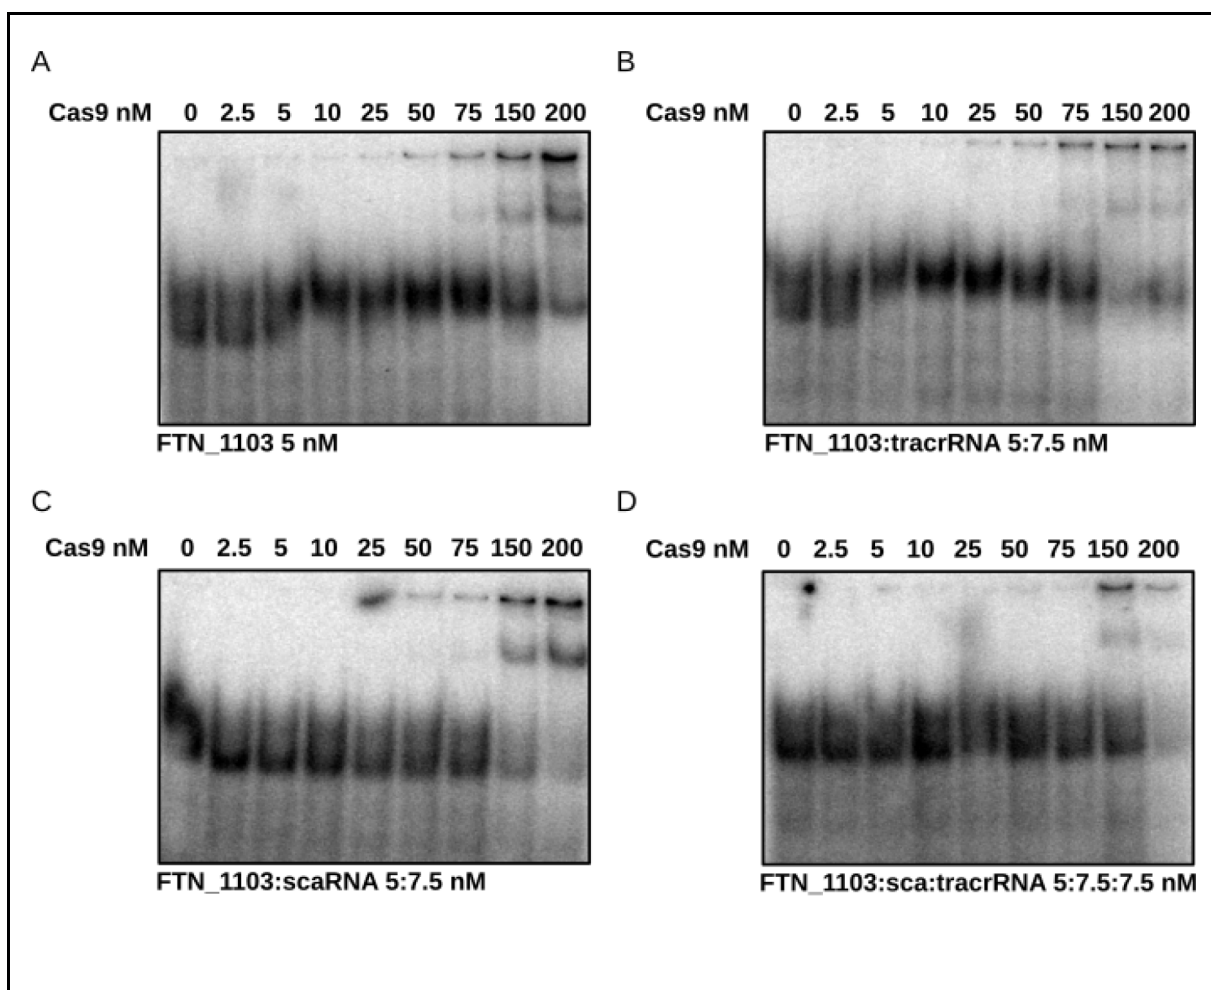 A
Cas9 nM 0 2.5 5 10 25 50 75 150 200
FTN_1103 5 nM
B
Cas9 nM 0 2.5 5 10 25 50 75 150 200
FTN_1103:tracrRNA 5:7.5 nM
C
Cas9 nM 0 2.5 5 10 25 50 75 150 200
FTN_1103:scaRNA 5:7.5 nM
D
Cas9 nM 0 2.5 5 10 25 50 75 150 200
FTN_1103:sca:tracrRNA 5:7.5:7.5 nM